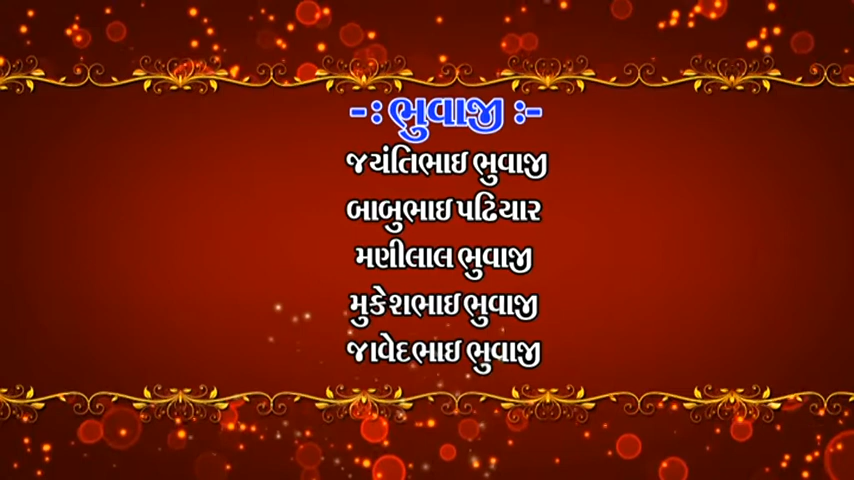 -: ભુવાજી :-
જયંતિભાઇ ભુવાજી
બાબુભાઇ પઢિયાર
મણીલાલ ભુવાજી
મુકેશભાઇ ભુવાજી
જાવેદભાઇ ભુવાજી